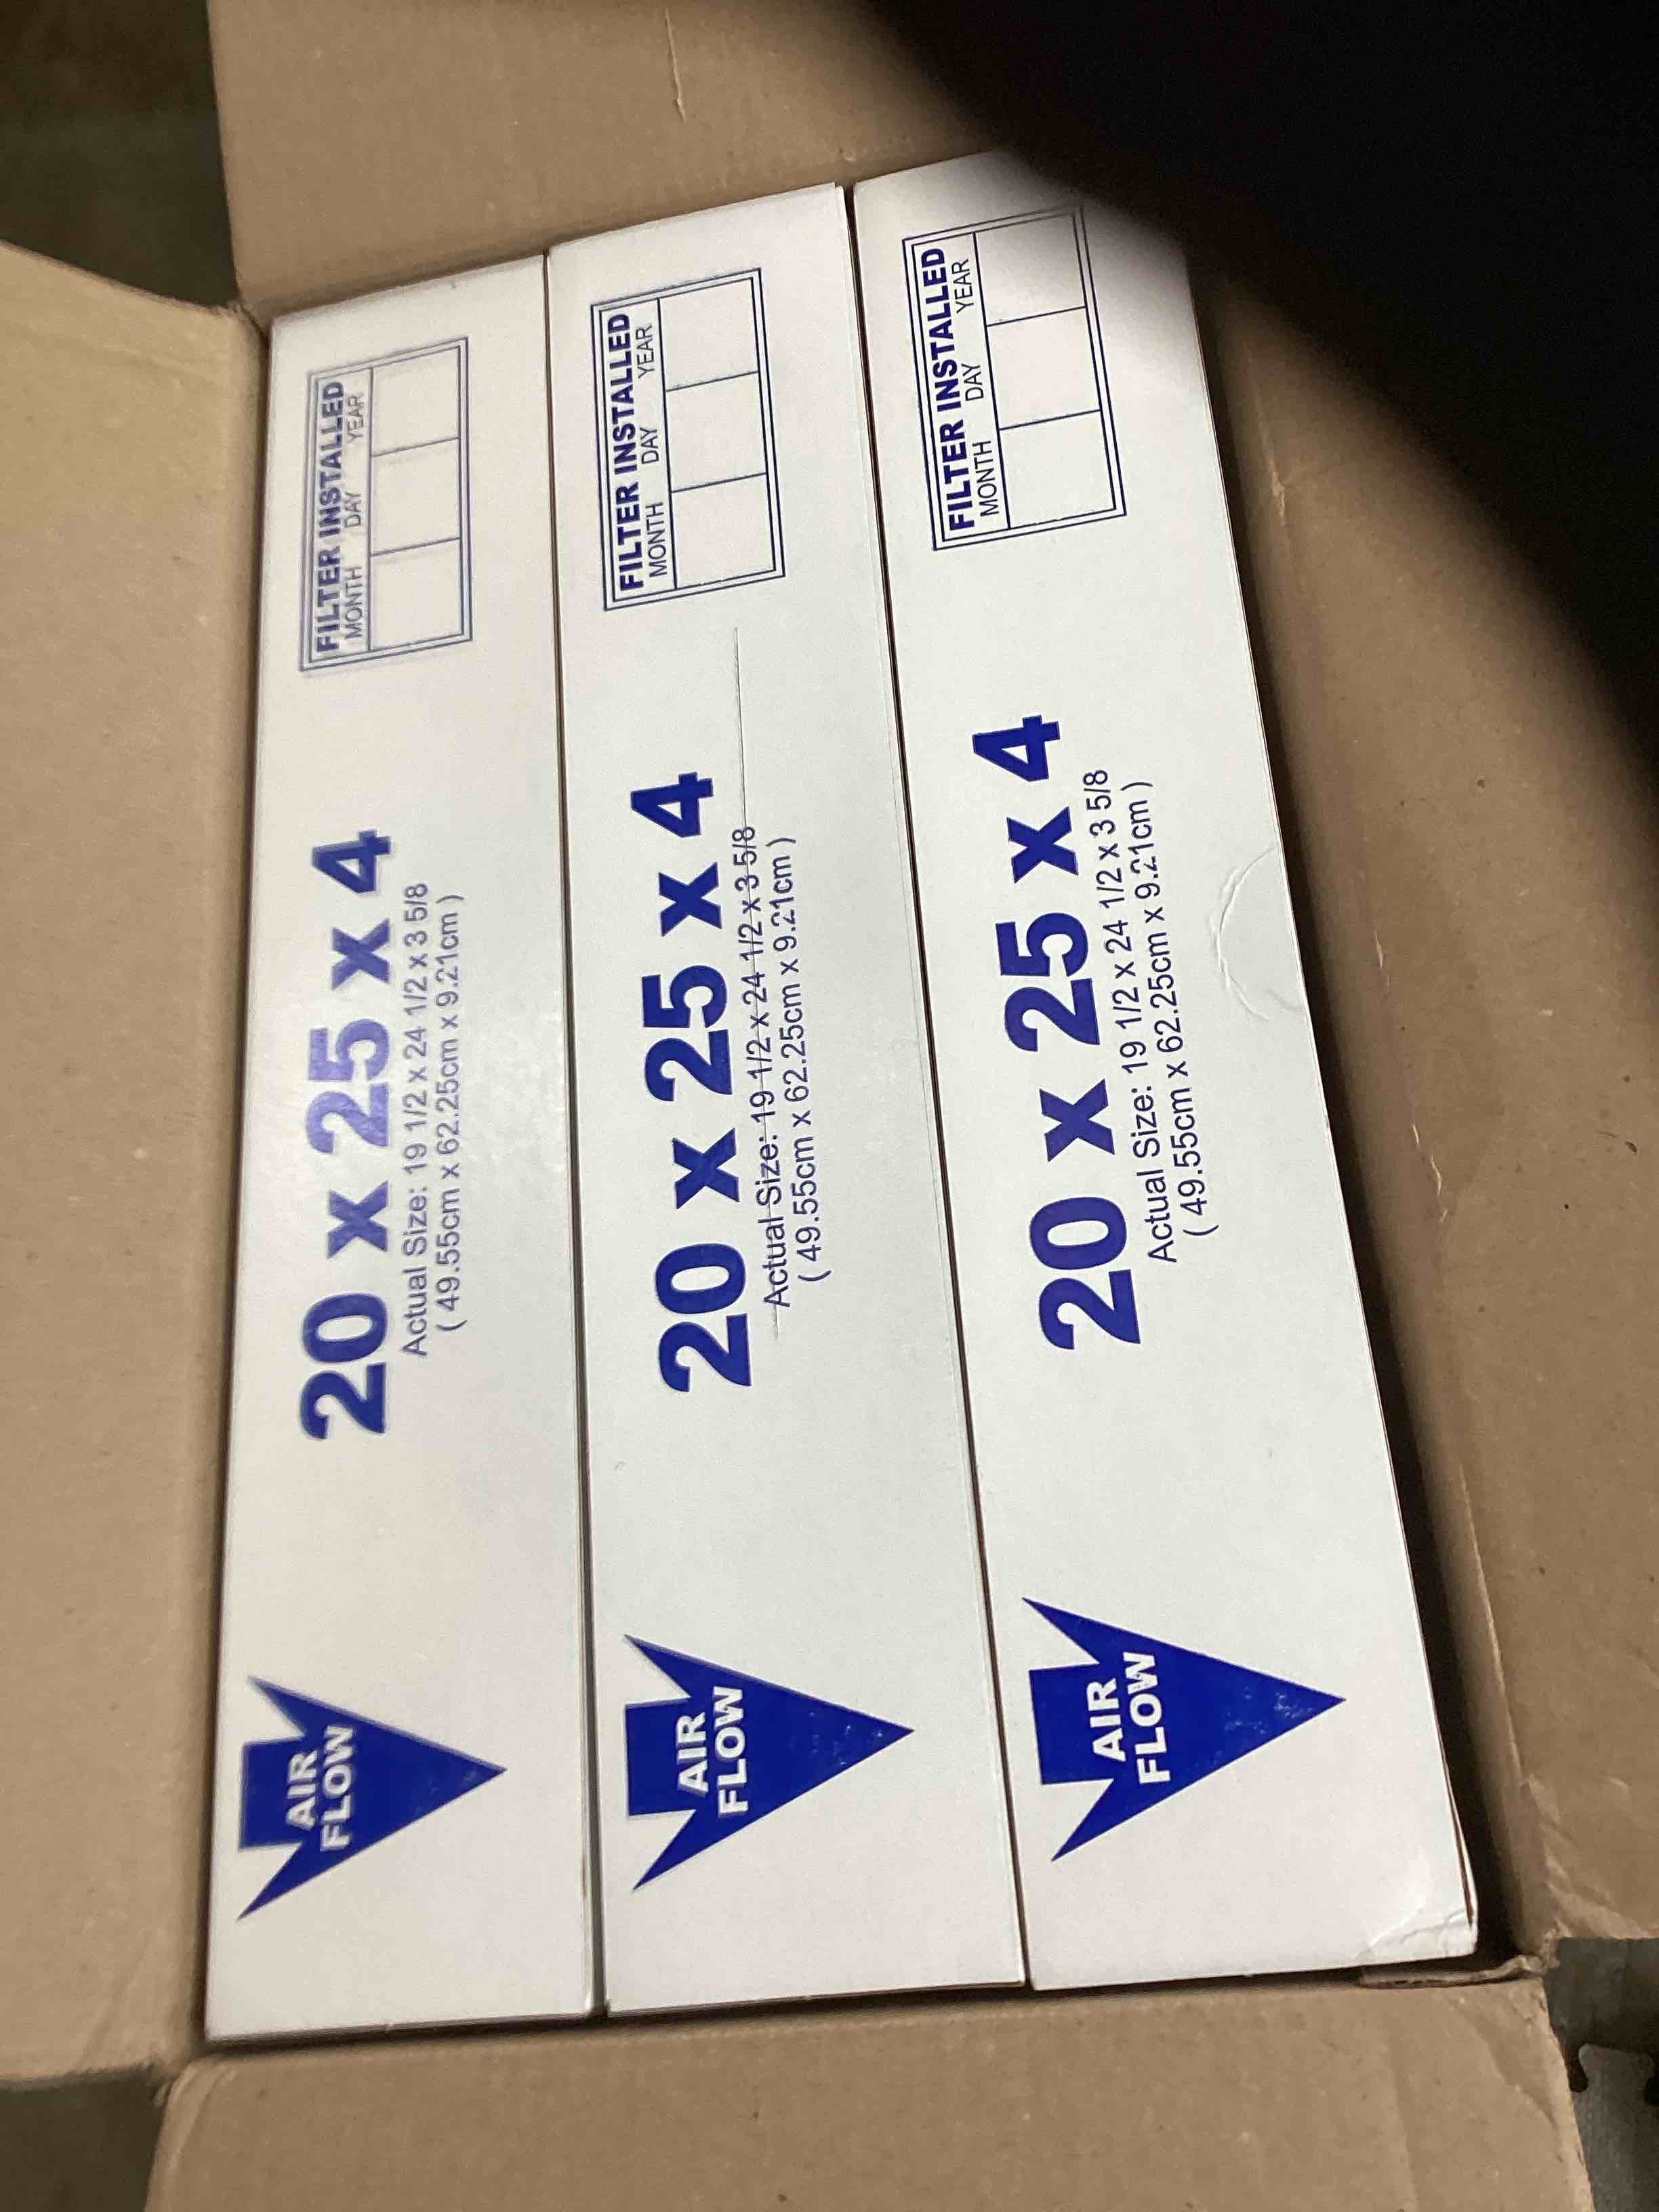 AIR
FLOW
20 x 25 x 4
Actual Size: 19 1/2 x 24 1/2 x 3 5/8
( 49.55cm x 62.25cm x 9.21cm )
FILTER INSTALLED
MONTH DAY YEAR
AIR
FLOW
20 x 25 x 4
Actual Size: 19 1/2 x 24 1/2 x 3 5/8
( 49.55cm x 62.25cm x 9.21cm )
FILTER INSTALLED
MONTH DAY YEAR
AIR
FLOW
20 x 25 x 4
Actual Size: 19 1/2 x 24 1/2 x 3 5/8
( 49.55cm x 62.25cm x 9.21cm )
FILTER INSTALLED
MONTH DAY YEAR